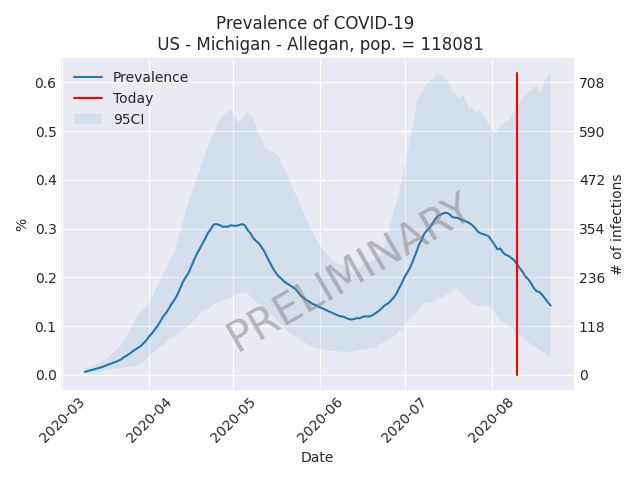 Prevalence of COVID-19
US - Michigan - Allegan, pop. = 118081
Prevalence
Today
95CI
%
0.6
0.5
0.4
0.3
0.2
0.1
0.0
708
590
472
354
236
118
0
# of infections
PRELIMINARY
2020-03
2020-04
2020-05
2020-06
2020-07
2020-08
Date